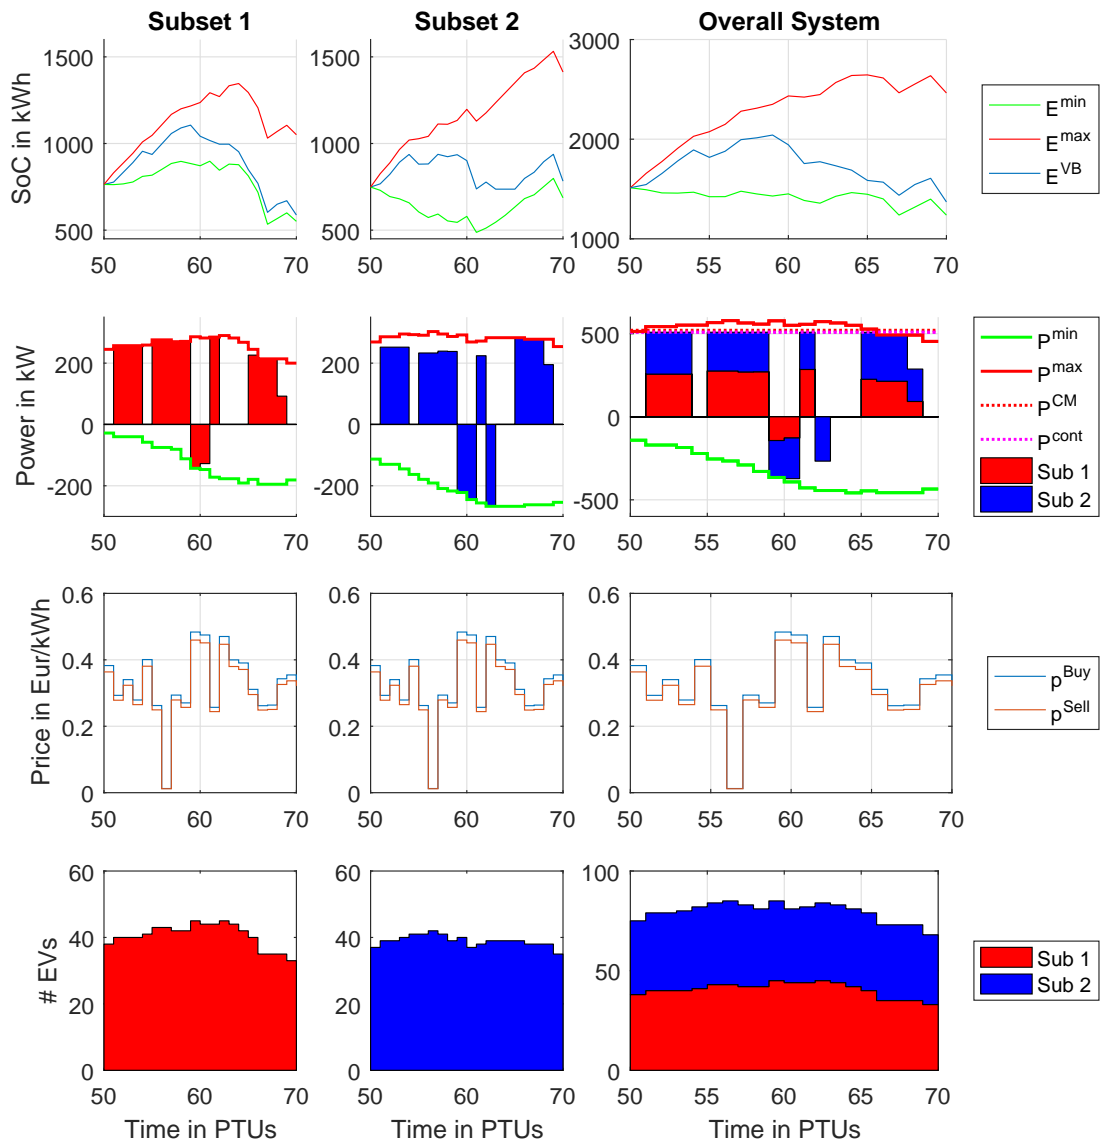 Subset 1 Subset 2 Overall System
SoC in kWh
1500 1000 500
50 60 70
1500 1000 500
50 60 70
3000 2000 1000
50 55 60 65 70
E^min
E^max
E^VB
Power in kW
200 0 -200
50 60 70
200 0 -200
50 60 70
500 0 -500
50 55 60 65 70
P^min
P^max
P^CM
P^cont
Sub 1
Sub 2
Price in Eur/kWh
0.6 0.4 0.2 0
50 60 70
0.6 0.4 0.2 0
50 60 70
0.6 0.4 0.2 0
50 55 60 65 70
p^Buy
p^Sell
# EVs
60 40 20 0
50 60 70
60 40 20 0
50 60 70
100 50 0
50 55 60 65 70
Sub 1
Sub 2
Time in PTUs Time in PTUs Time in PTUs